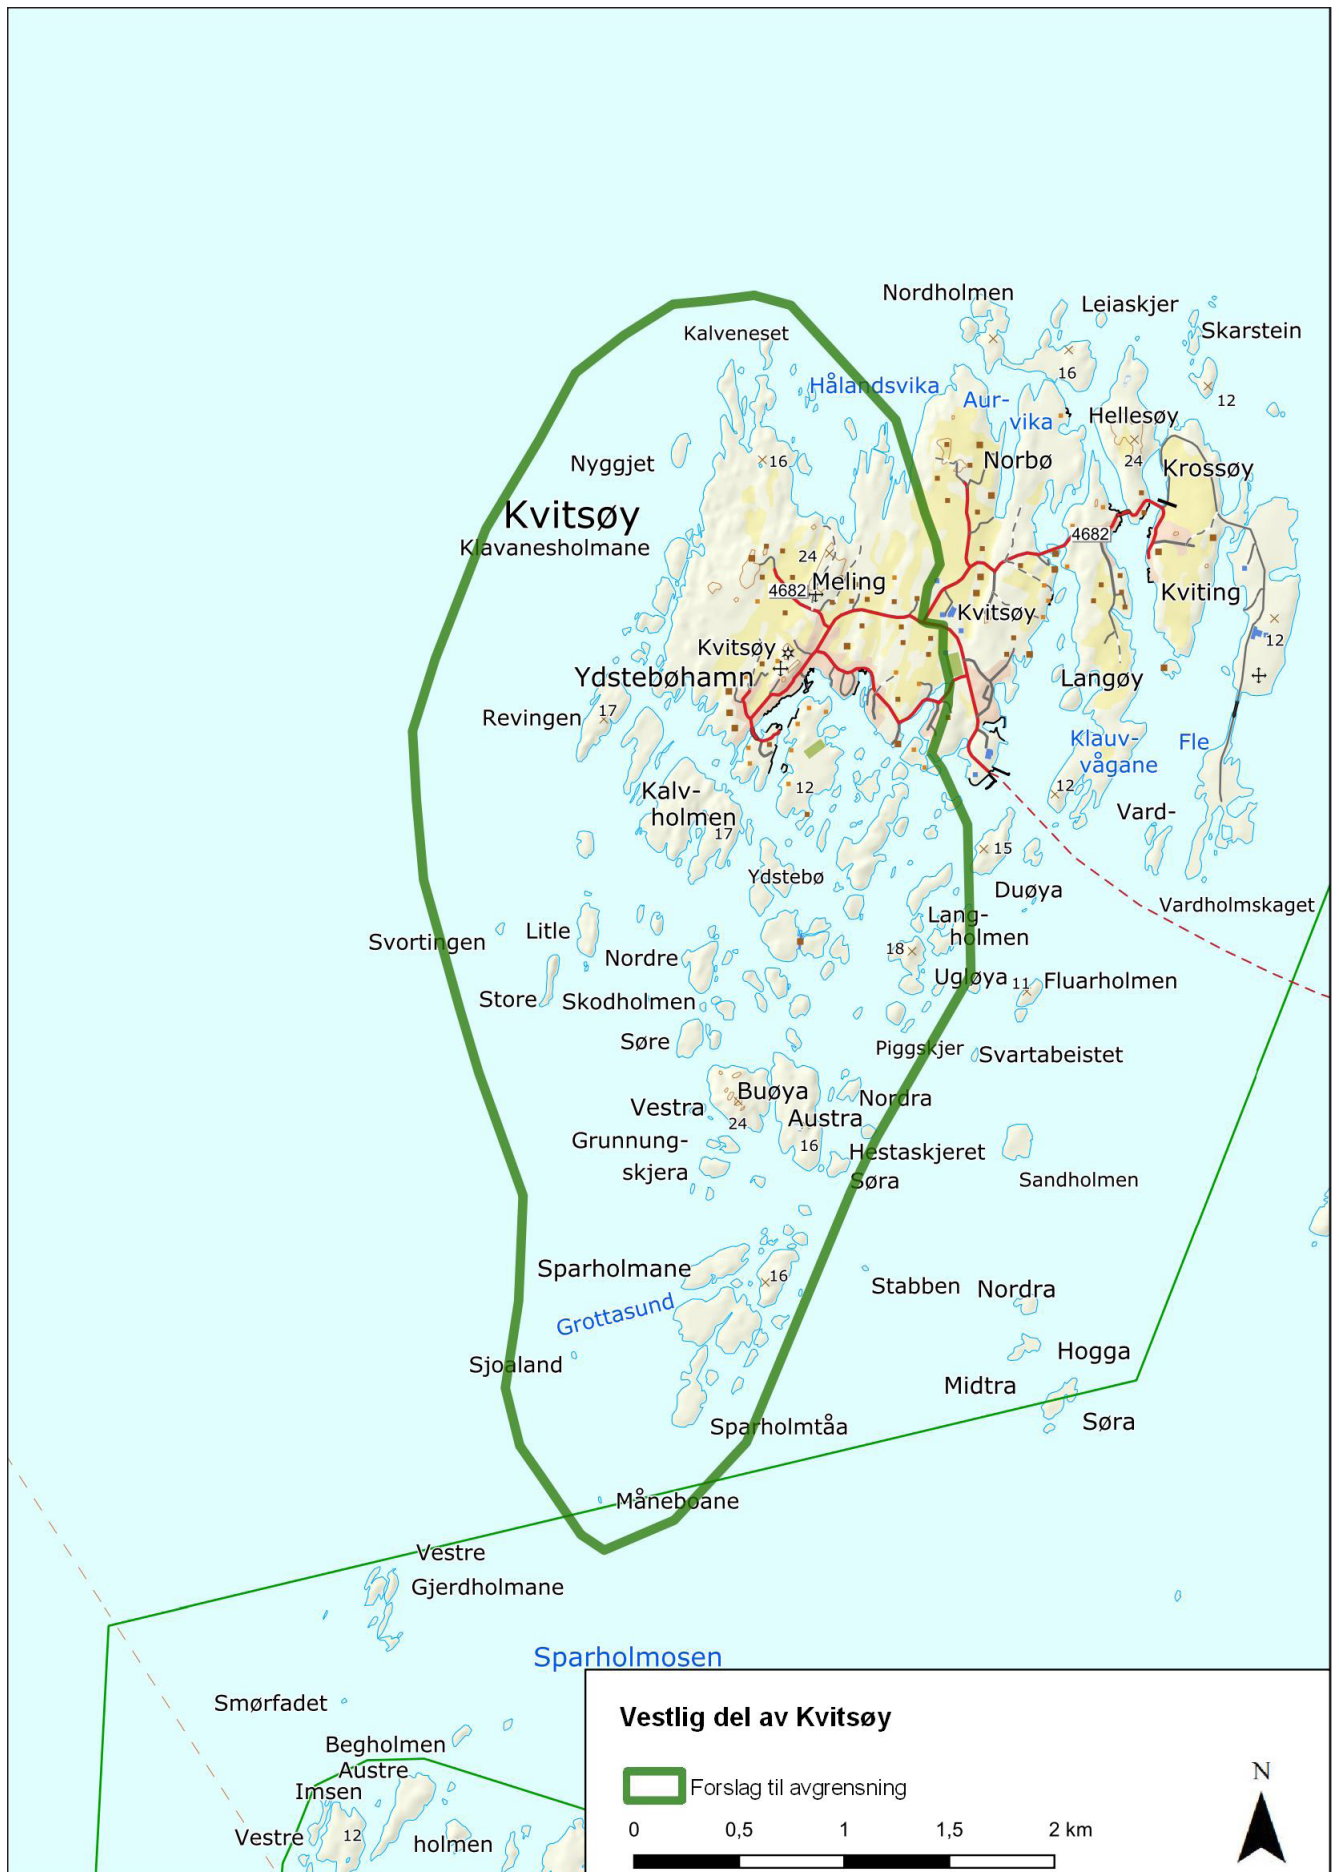 Nordholmen
Leiaskjer
Skarstein
Kalveneset
16
12
Hålandsvika
Aur-
vika
Hellesøy
24
Norbø
Krossøy
Nyggjet
16
Kvitsøy
Klavanesholmane
24
Meling
4682
4682
Kvitsøy
Kviting
12
Kvitsøy
Ydstebøhamn
Langøy
Revingen
17
Klauv-
vågane
Fle
12
Kalv-
holmen
17
12
Vard-
15
Ydstebø
Duøya
Vardholmskaget
Lang-
holmen
Svortingen
Litle
Nordre
18
Ugløya
11
Fluarholmen
Store
Skodholmen
Søre
Piggskjer
Svartabeistet
Buøya
Vestra
24
Austra
16
Nordra
Grunnung-
skjera
Hestaskjeret
Søra
Sandholmen
Sparholmane
16
Stabben
Nordra
Grottasund
Sjoaland
Hogga
Midtra
Søra
Sparholmtåa
Måneboane
Vestre
Gjerdholmane
Sparholmosen
Smørfadet
Begholmen
Austre
Imsen
Vestre
12
holmen
Vestlig del av Kvitsøy
Forslag til avgrensning
N
0 0,5 1 1,5 2 km